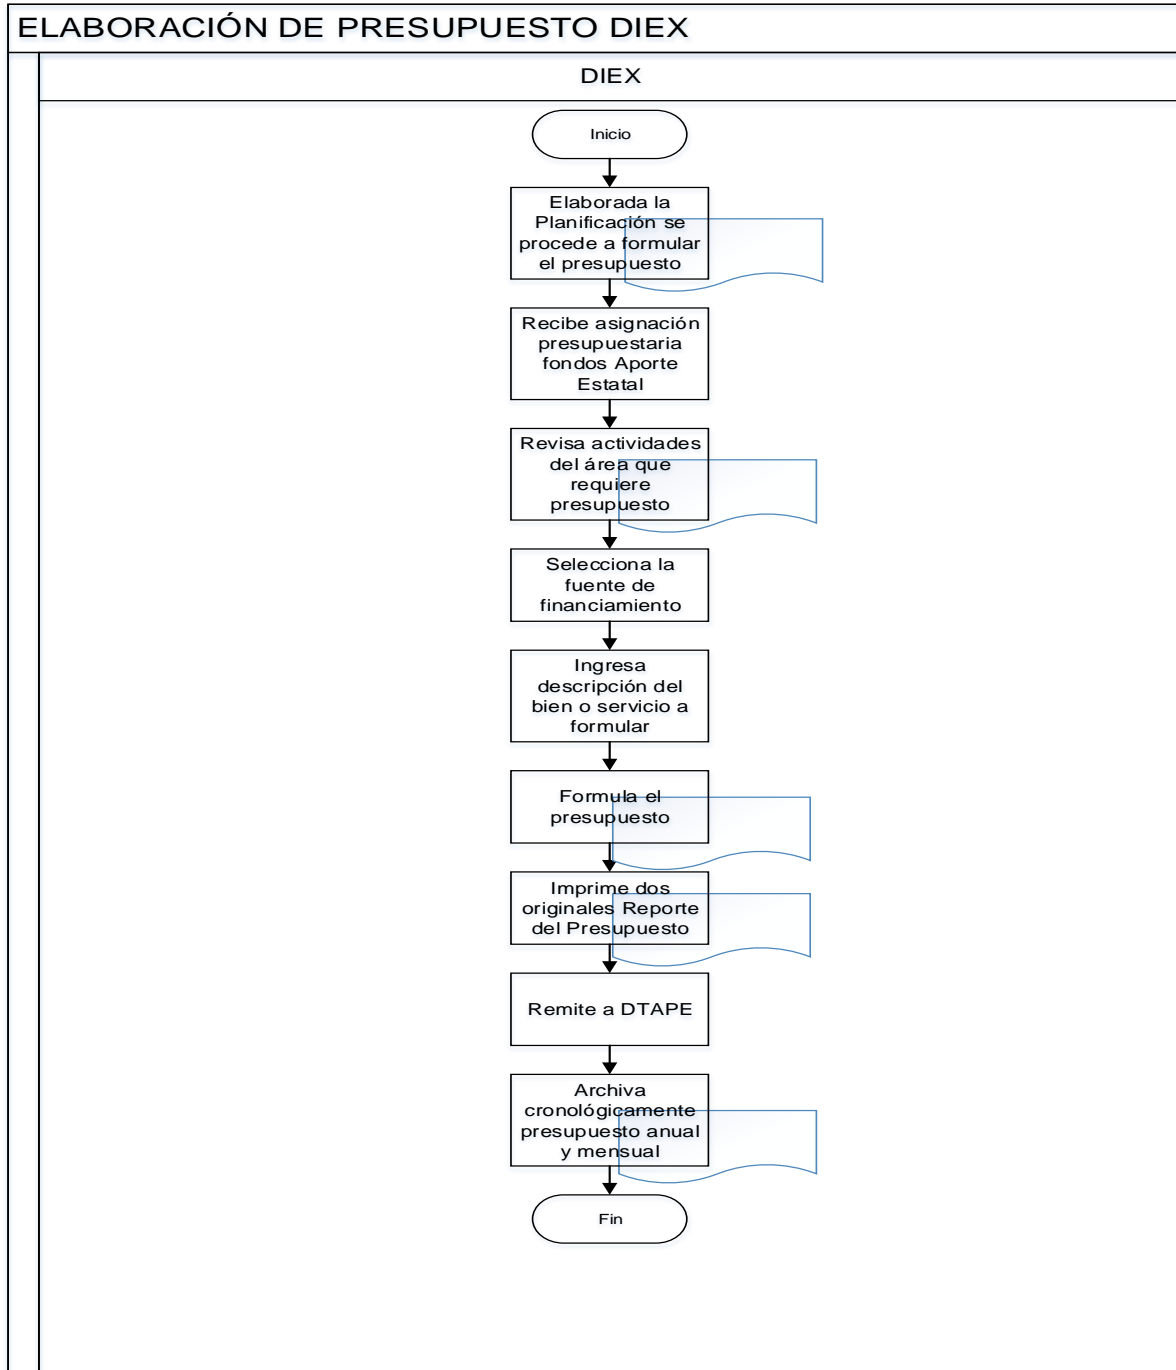 ELABORACIÓN DE PRESUPUESTO DIEX
DIEX
Inicio
Elaborada la
Planificación se
procede a formular
el presupuesto
Recibe asignación
presupuestaria
fondos Aporte
Estatal
Revisa actividades
del área que
requiere
presupuesto
Selecciona la
fuente de
financiamiento
Ingresa
descripción del
bien o servicio a
formular
Formula el
presupuesto
Imprime dos
originales Reporte
del Presupuesto
Remite a DTAPE
Archiva
cronológicamente
presupuesto anual
y mensual
Fin